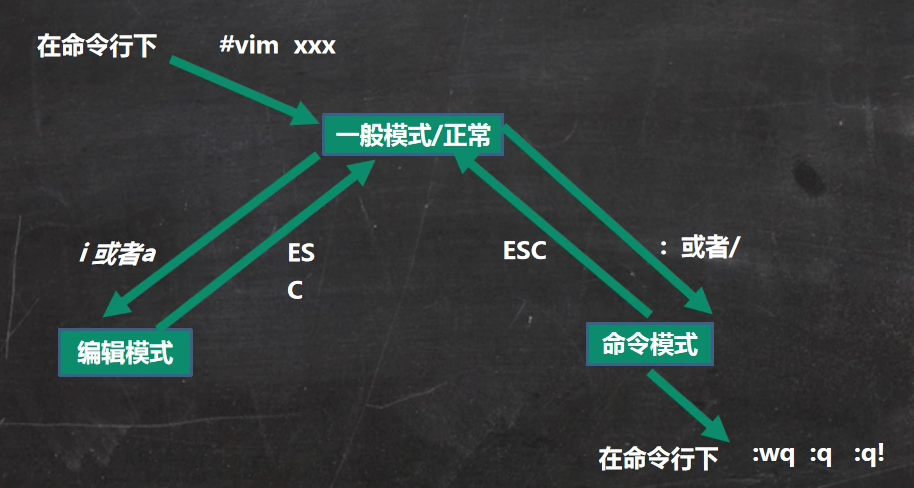 在命令行下 #vim xxx
一般模式/正常
i 或者a
ES
C
ESC
: 或者/
编辑模式
命令模式
在命令行下 :wq :q :q!